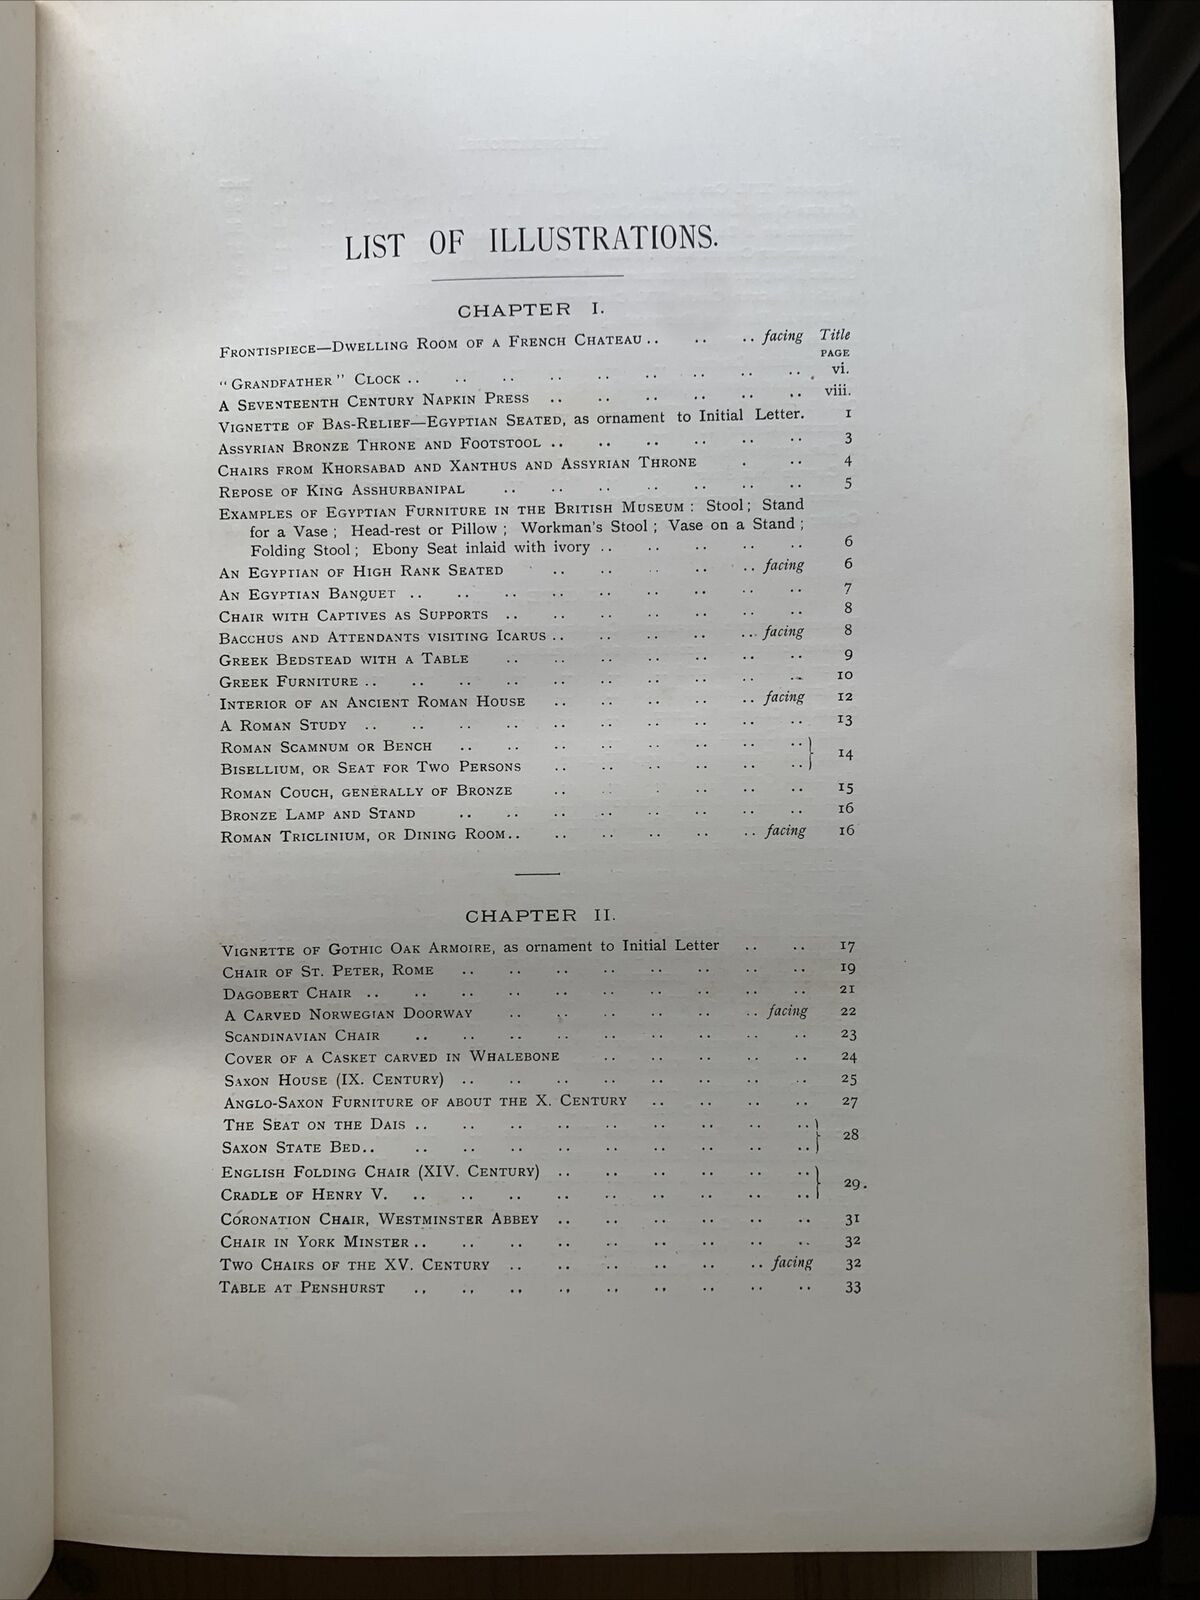 LIST OF ILLUSTRATIONS.
CHAPTER I.
FRONTISPIECE—DWELLING ROOM OF A FRENCH CHATEAU .. .. .. facing Title
PAGE
"GRANDFATHER" CLOCK .. .. .. .. .. .. .. .. .. vi.
A SEVENTEENTH CENTURY NAPKIN PRESS .. .. .. .. .. .. viii.
VIGNETTE OF BAS-RELIEF—EGYPTIAN SEATED, as ornament to Initial Letter. 1
ASSYRIAN BRONZE THRONE AND FOOTSTOOL .. .. .. .. .. .. 3
CHAIRS FROM KHORSABAD AND XANTHUS AND ASSYRIAN THRONE . .. 4
REPOSE OF KING ASSHURBANIPAL .. .. .. .. .. .. .. 5
EXAMPLES OF EGYPTIAN FURNITURE IN THE BRITISH MUSEUM : Stool; Stand
for a Vase ; Head-rest or Pillow ; Workman's Stool ; Vase on a Stand ;
Folding Stool ; Ebony Seat inlaid with ivory .. .. .. .. .. 6
AN EGYPTIAN OF HIGH RANK SEATED .. .. .. .. .. facing 6
AN EGYPTIAN BANQUET .. .. .. .. .. .. .. .. .. 7
CHAIR WITH CAPTIVES AS SUPPORTS .. .. .. .. .. .. .. 8
BACCHUS AND ATTENDANTS VISITING ICARUS .. .. .. .. ... facing 8
GREEK BEDSTEAD WITH A TABLE .. .. .. .. .. .. .. 9
GREEK FURNITURE .. .. .. .. .. .. .. .. .. .. 10
INTERIOR OF AN ANCIENT ROMAN HOUSE .. .. .. .. .. facing 12
A ROMAN STUDY .. .. .. .. .. .. .. .. .. .. 13
ROMAN SCAMNUM OR BENCH .. .. .. .. .. .. .. .. }
14
BISELLIUM, OR SEAT FOR TWO PERSONS .. .. .. .. .. ..
ROMAN COUCH, GENERALLY OF BRONZE .. .. .. .. .. .. 15
BRONZE LAMP AND STAND .. .. .. .. .. .. .. .. 16
ROMAN TRICLINIUM, OR DINING ROOM .. .. .. .. .. .. facing 16
CHAPTER II.
VIGNETTE OF GOTHIC OAK ARMOIRE, as ornament to Initial Letter .. .. 17
CHAIR OF ST. PETER, ROME .. .. .. .. .. .. .. .. 19
DAGOBERT CHAIR .. .. .. .. .. .. .. .. .. .. 21
A CARVED NORWEGIAN DOORWAY .. .. .. .. .. .. facing 22
SCANDINAVIAN CHAIR .. .. .. .. .. .. .. .. .. 23
COVER OF A CASKET CARVED IN WHALEBONE .. .. .. .. .. 24
SAXON HOUSE (IX. CENTURY) .. .. .. .. .. .. .. .. 25
ANGLO-SAXON FURNITURE OF ABOUT THE X. CENTURY .. .. .. .. 27
THE SEAT ON THE DAIS .. .. .. .. .. .. .. .. .. }
28
SAXON STATE BED .. .. .. .. .. .. .. .. .. ..
ENGLISH FOLDING CHAIR (XIV. CENTURY) .. .. .. .. .. .. }
29.
CRADLE OF HENRY V. .. .. .. .. .. .. .. .. ..
CORONATION CHAIR, WESTMINSTER ABBEY .. .. .. .. .. .. 31
CHAIR IN YORK MINSTER .. .. .. .. .. .. .. .. .. 32
TWO CHAIRS OF THE XV. CENTURY .. .. .. .. .. .. facing 32
TABLE AT PENSHURST .. .. .. .. .. .. .. .. .. 33